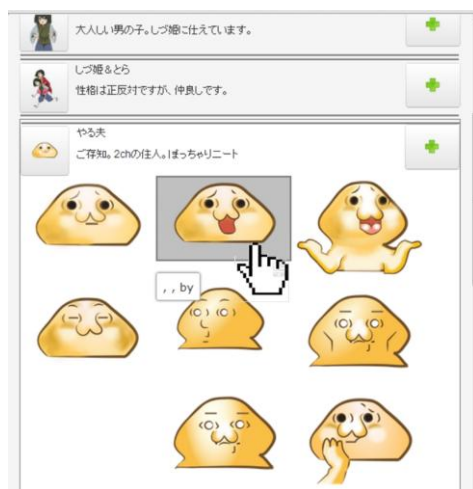 大人しい男の子。しづ姫に仕えています。
しづ姫＆とら
性格は正反対ですが、仲良しです。
やる夫
ご存知。2chの住人。ぽっちゃりニート
, , by